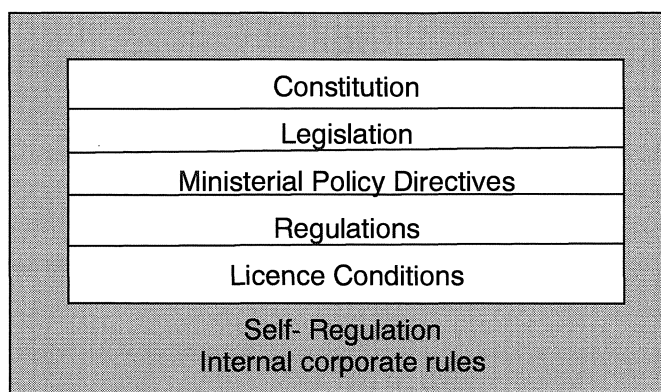 Constitution
Legislation
Ministerial Policy Directives
Regulations
Licence Conditions
Self- Regulation
Internal corporate rules